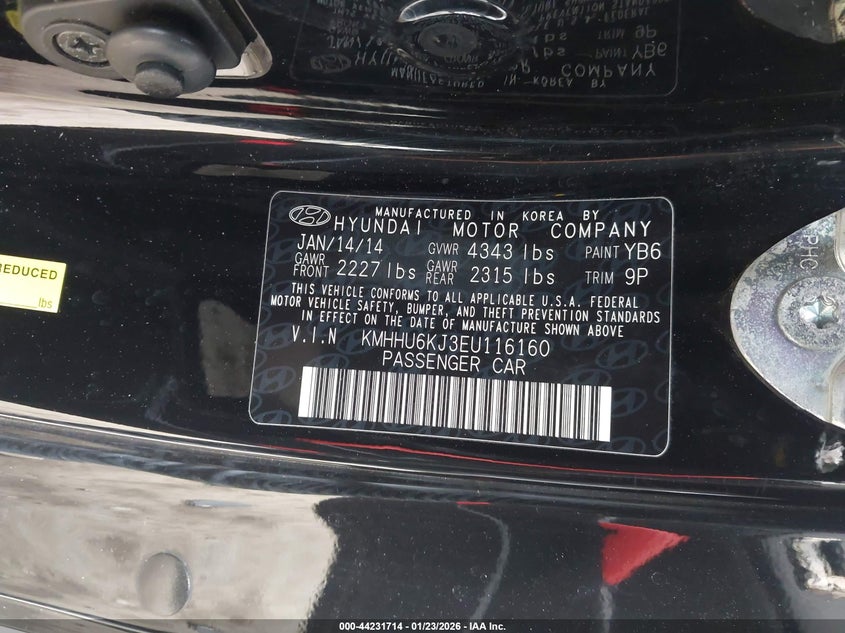 MANUFACTURED IN KOREA BY
HYUNDAI MOTOR COMPANY
JAN/14/14 GVWR 4343 lbs PAINT YB6
GAWR FRONT 2227 lbs GAWR REAR 2315 lbs TRIM 9P
THIS VEHICLE CONFORMS TO ALL APPLICABLE U.S.A. FEDERAL
MOTOR VEHICLE SAFETY, BUMPER, AND THEFT PREVENTION STANDARDS
IN EFFECT ON THE DATE OF MANUFACTURE SHOWN ABOVE
V.I.N KMHHU6KJ3EU116160
PASSENGER CAR
REDUCED
lbs
PHC
000-44231714 - 01/23/2026 - IAA Inc.